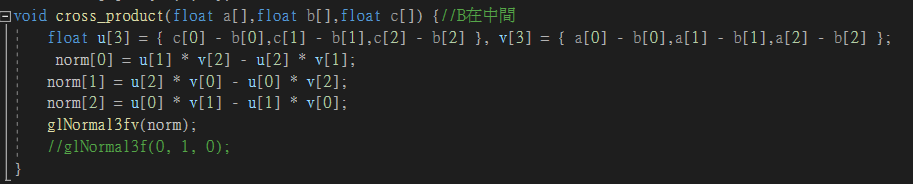 void cross_product(float a[],float b[],float c[]) {//B在中間
float u[3] = { c[0] - b[0],c[1] - b[1],c[2] - b[2] }, v[3] = { a[0] - b[0],a[1] - b[1],a[2] - b[2] };
norm[0] = u[1] * v[2] - u[2] * v[1];
norm[1] = u[2] * v[0] - u[0] * v[2];
norm[2] = u[0] * v[1] - u[1] * v[0];
glNormal3fv(norm);
//glNormal3f(0, 1, 0);
}